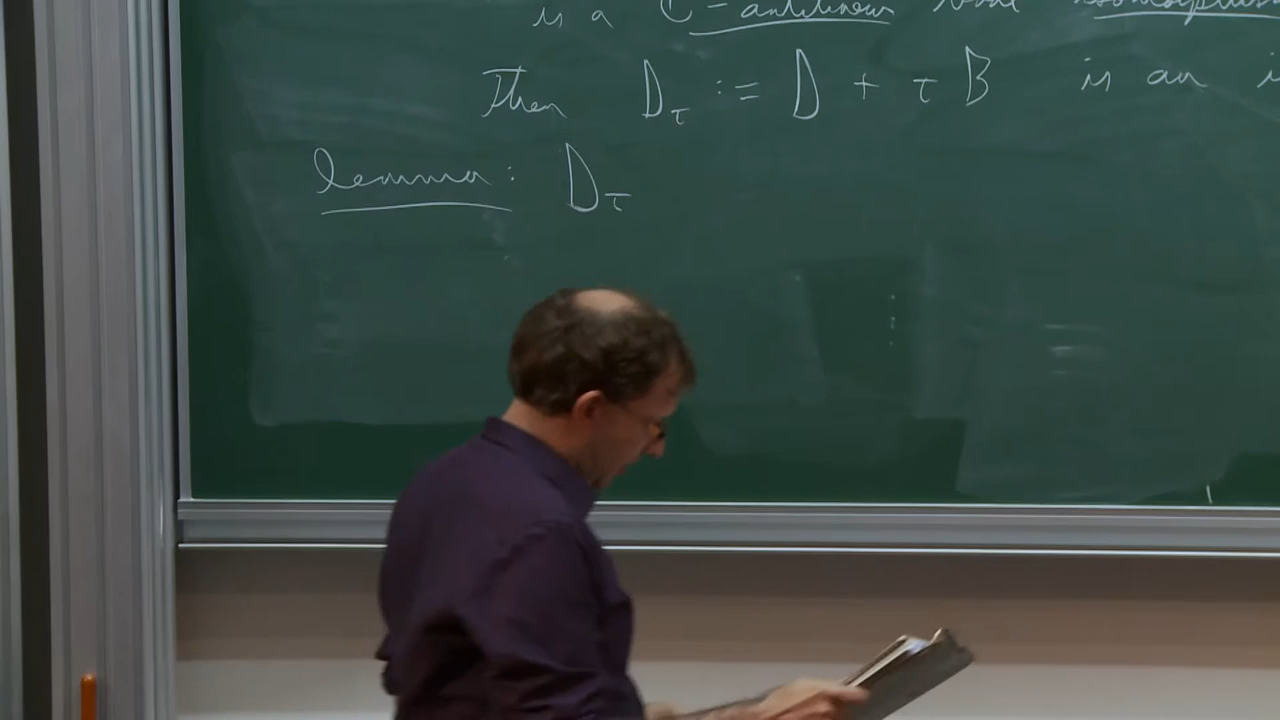 is a ℂ-antilinear
Then D_τ := D + τ B is an
Lemma: D_τ